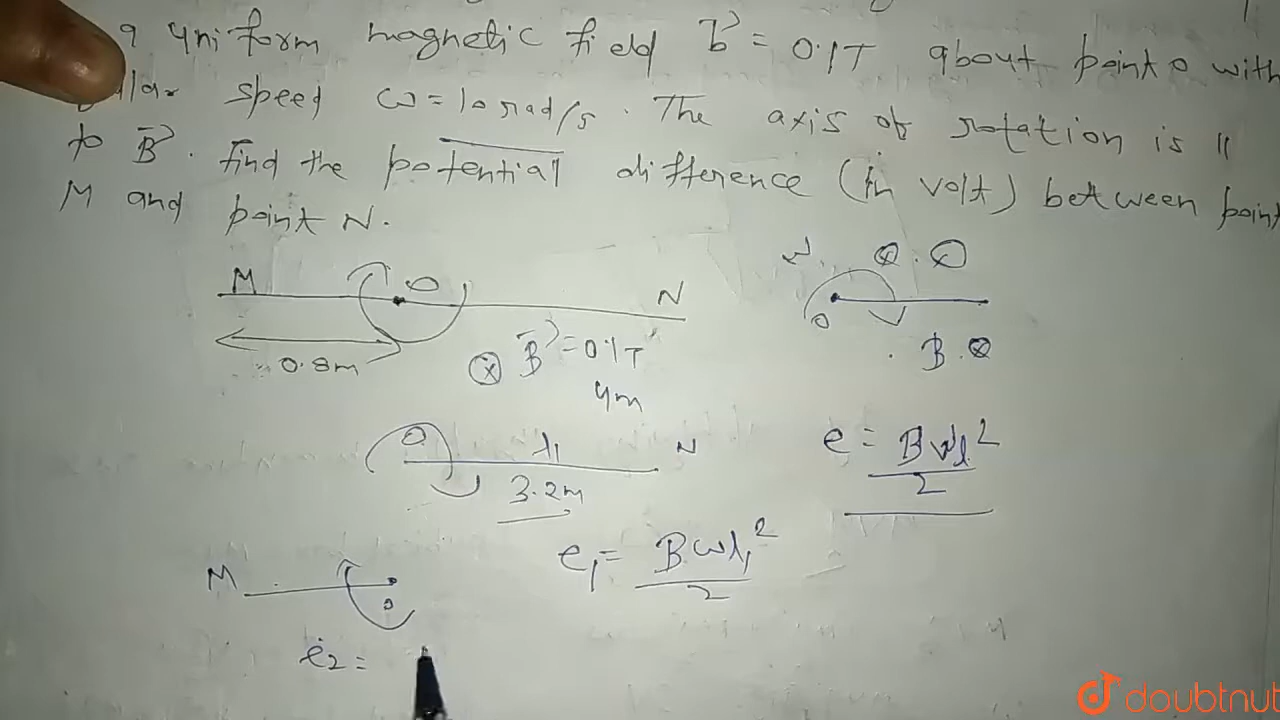 a uniform magnetic field B⃗ = 0.1T about point o with
speed ω = 10 rad/s. The axis of rotation is ||
to B⃗. Find the potential difference (in volt) between point
M and point N.
M O N
0.8m
⊗ B⃗ = 0.1T
4m
ω
O
B ⊗
O l₁ N
3.2m
e = Bωl²/2
e₁ = Bωl₁²/2
M O
e₂ =
doubtnut